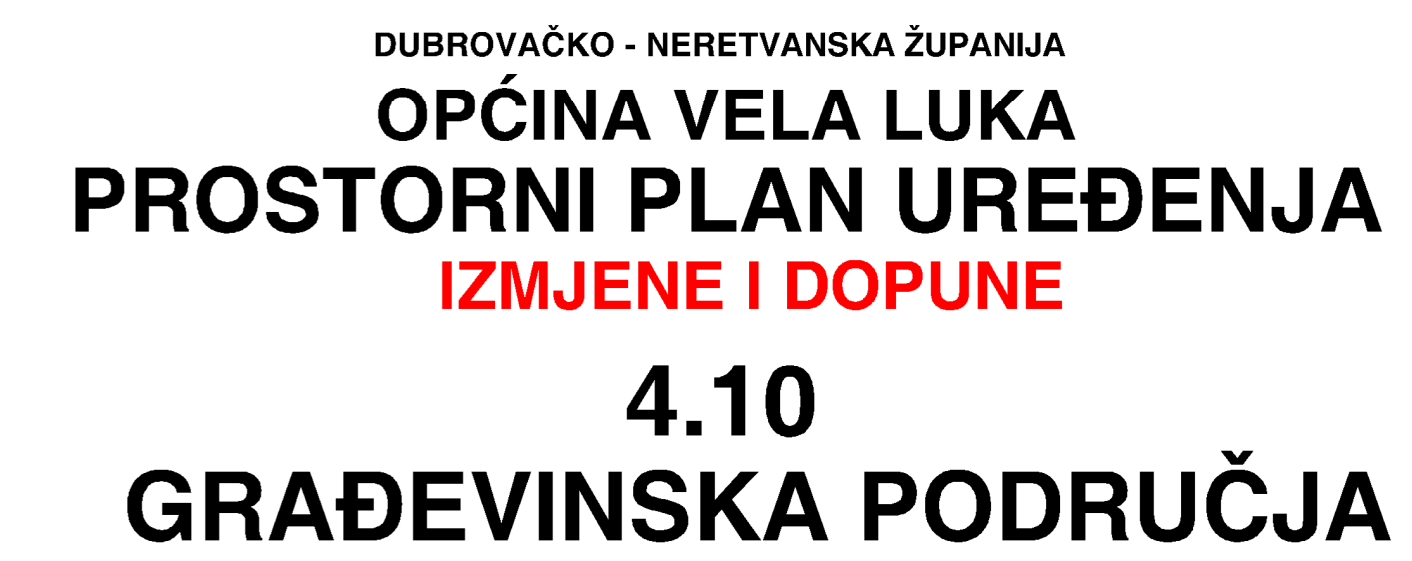 DUBROVAČKO - NERETVANSKA ŽUPANIJA
OPĆINA VELA LUKA
PROSTORNI PLAN UREĐENJA
IZMJENE I DOPUNE
4.10
GRAĐEVINSKA PODRUČJA